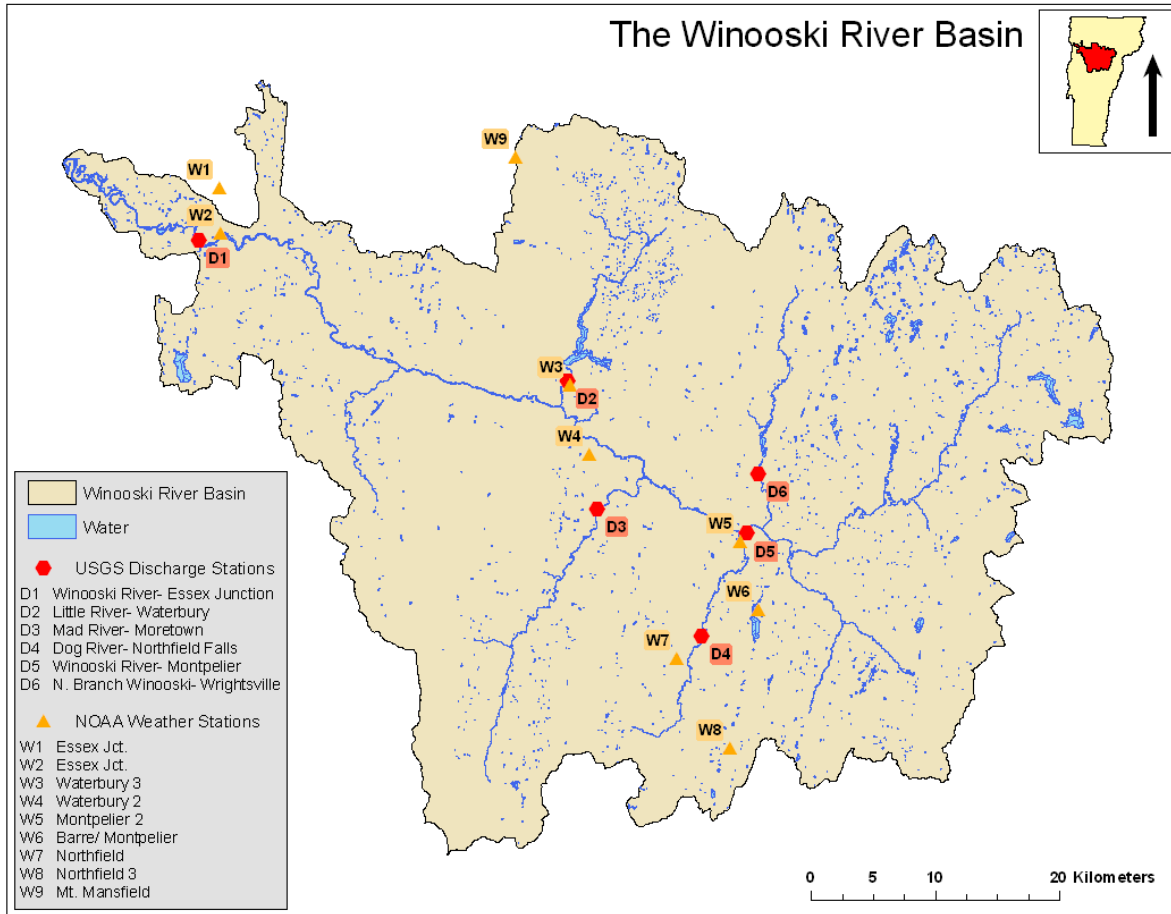 The Winooski River Basin
W9
W1
W2
D1
W3
D2
W4
D6
D3
W5
D5
W6
W7
D4
W8
Winooski River Basin
Water
USGS Discharge Stations
D1 Winooski River- Essex Junction
D2 Little River- Waterbury
D3 Mad River- Moretown
D4 Dog River- Northfield Falls
D5 Winooski River- Montpelier
D6 N. Branch Winooski- Wrightsville
NOAA Weather Stations
W1 Essex Jct.
W2 Essex Jct.
W3 Waterbury 3
W4 Waterbury 2
W5 Montpelier 2
W6 Barre/ Montpelier
W7 Northfield
W8 Northfield 3
W9 Mt. Mansfield
0 5 10 20 Kilometers